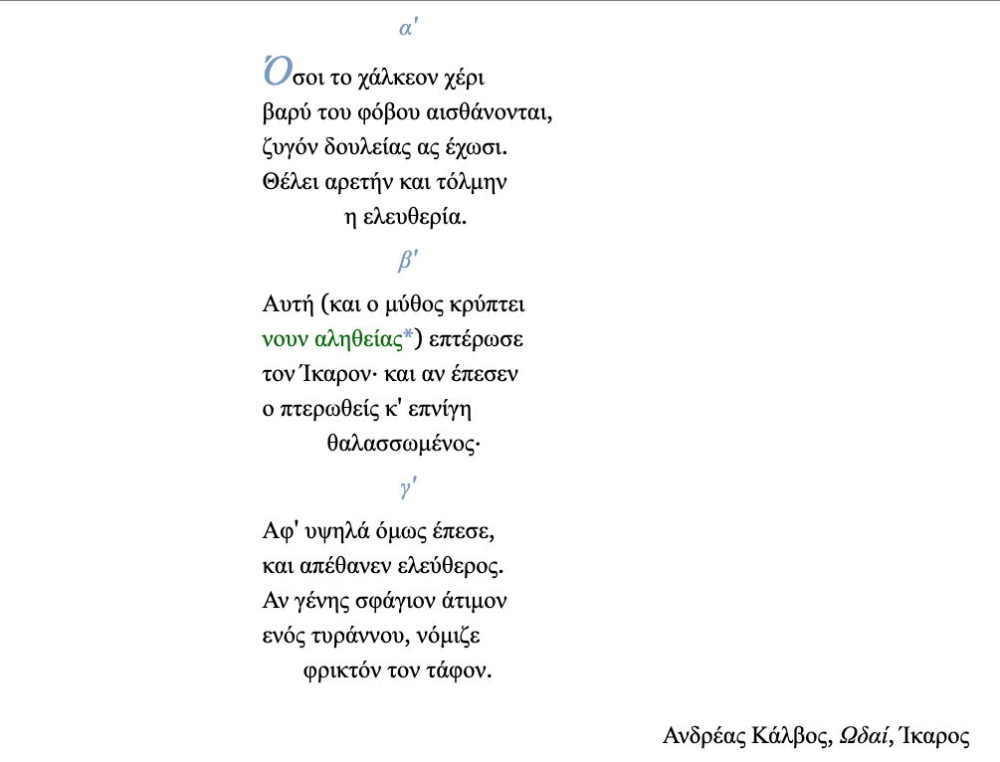 α'
Όσοι το χάλκεον χέρι
βαρύ του φόβου αισθάνονται,
ζυγόν δουλείας ας έχωσι.
Θέλει αρετήν και τόλμην
η ελευθερία.
β'
Αυτή (και ο μύθος κρύπτει
νουν αληθείας*) επτέρωσε
τον Ίκαρον· και αν έπεσεν
ο πτερωθείς κ' επνίγη
θαλασσωμένος·
γ'
Αφ' υψηλά όμως έπεσε,
και απέθανεν ελεύθερος.
Αν γένης σφάγιον άτιμον
ενός τυράννου, νόμιζε
φρικτόν τον τάφον.
Ανδρέας Κάλβος, Ωδαί, Ίκαρος